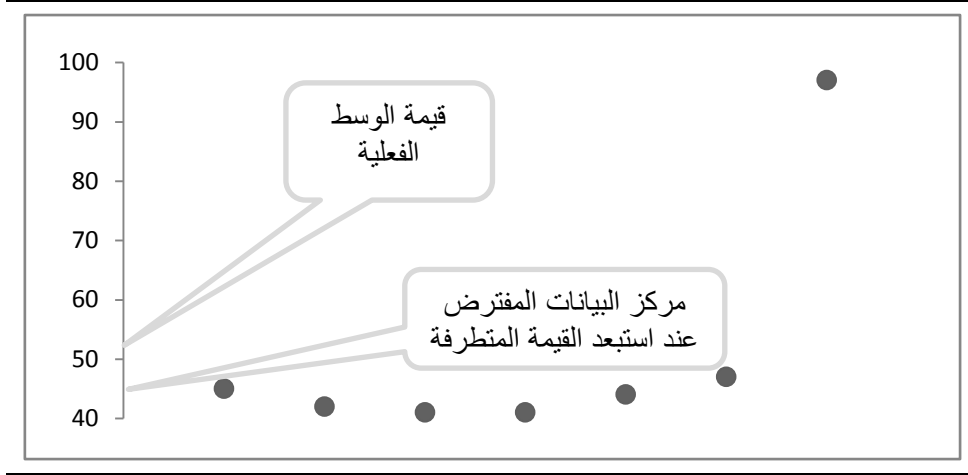 100
90
80
70
60
50
40
قيمة الوسط
الفعلية
مركز البيانات المفترض
عند استبعد القيمة المتطرفة